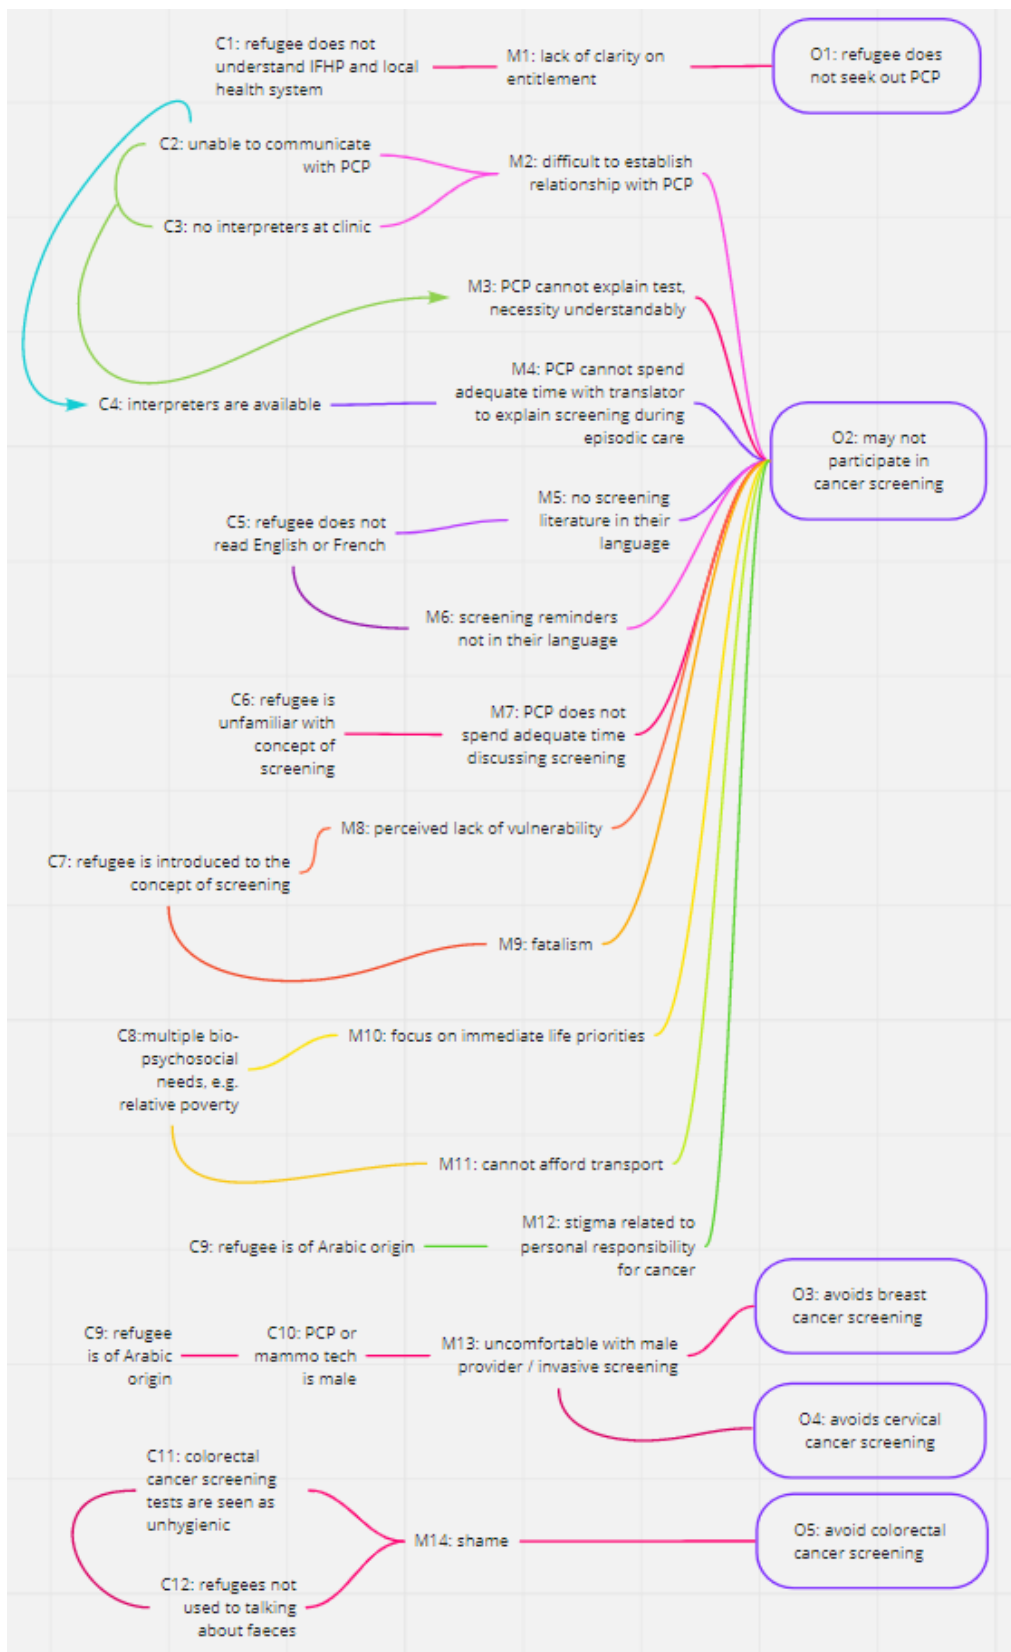 C1: refugee does not
understand IFHP and local
health system
M1: lack of clarity on
entitlement
O1: refugee does
not seek out PCP
C2: unable to communicate
with PCP
M2: difficult to establish
relationship with PCP
C3: no interpreters at clinic
M3: PCP cannot explain test,
necessity understandably
M4: PCP cannot spend
adequate time with translator
to explain screening during
episodic care
C4: interpreters are available
O2: may not
participate in
cancer screening
M5: no screening
literature in their
language
C5: refugee does not
read English or French
M6: screening reminders
not in their language
C6: refugee is
unfamiliar with
concept of
screening
M7: PCP does not
spend adequate time
discussing screening
M8: perceived lack of vulnerability
C7: refugee is introduced to the
concept of screening
M9: fatalism
C8:multiple bio-
psychosocial
needs, e.g.
relative poverty
M10: focus on immediate life priorities
M11: cannot afford transport
M12: stigma related to
personal responsibility
for cancer
C9: refugee is of Arabic origin
O3: avoids breast
cancer screening
C9: refugee
is of Arabic
origin
C10: PCP or
mammo tech
is male
M13: uncomfortable with male
provider / invasive screening
O4: avoids cervical
cancer screening
C11: colorectal
cancer screening
tests are seen as
unhygienic
M14: shame
O5: avoid colorectal
cancer screening
C12: refugees not
used to talking
about faeces